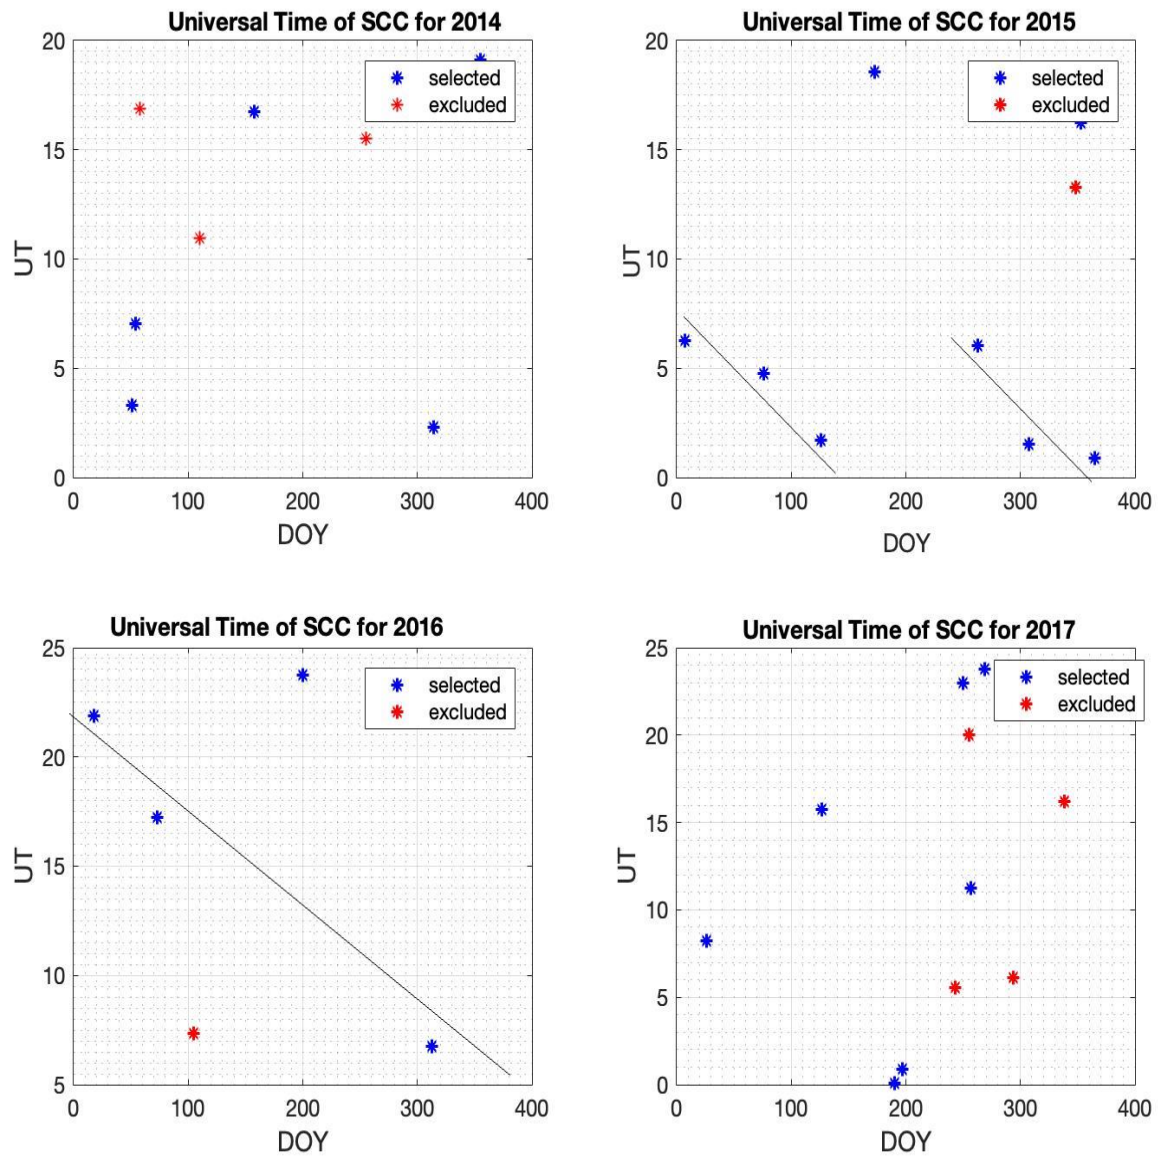 Universal Time of SCC for 2014
20
15
10
5
0
UT
0 100 200 300 400
DOY
selected
excluded
Universal Time of SCC for 2015
20
15
10
5
0
UT
0 100 200 300 400
DOY
selected
excluded
Universal Time of SCC for 2016
25
20
15
10
5
UT
0 100 200 300 400
DOY
selected
excluded
Universal Time of SCC for 2017
25
20
15
10
5
0
UT
0 100 200 300 400
DOY
selected
excluded